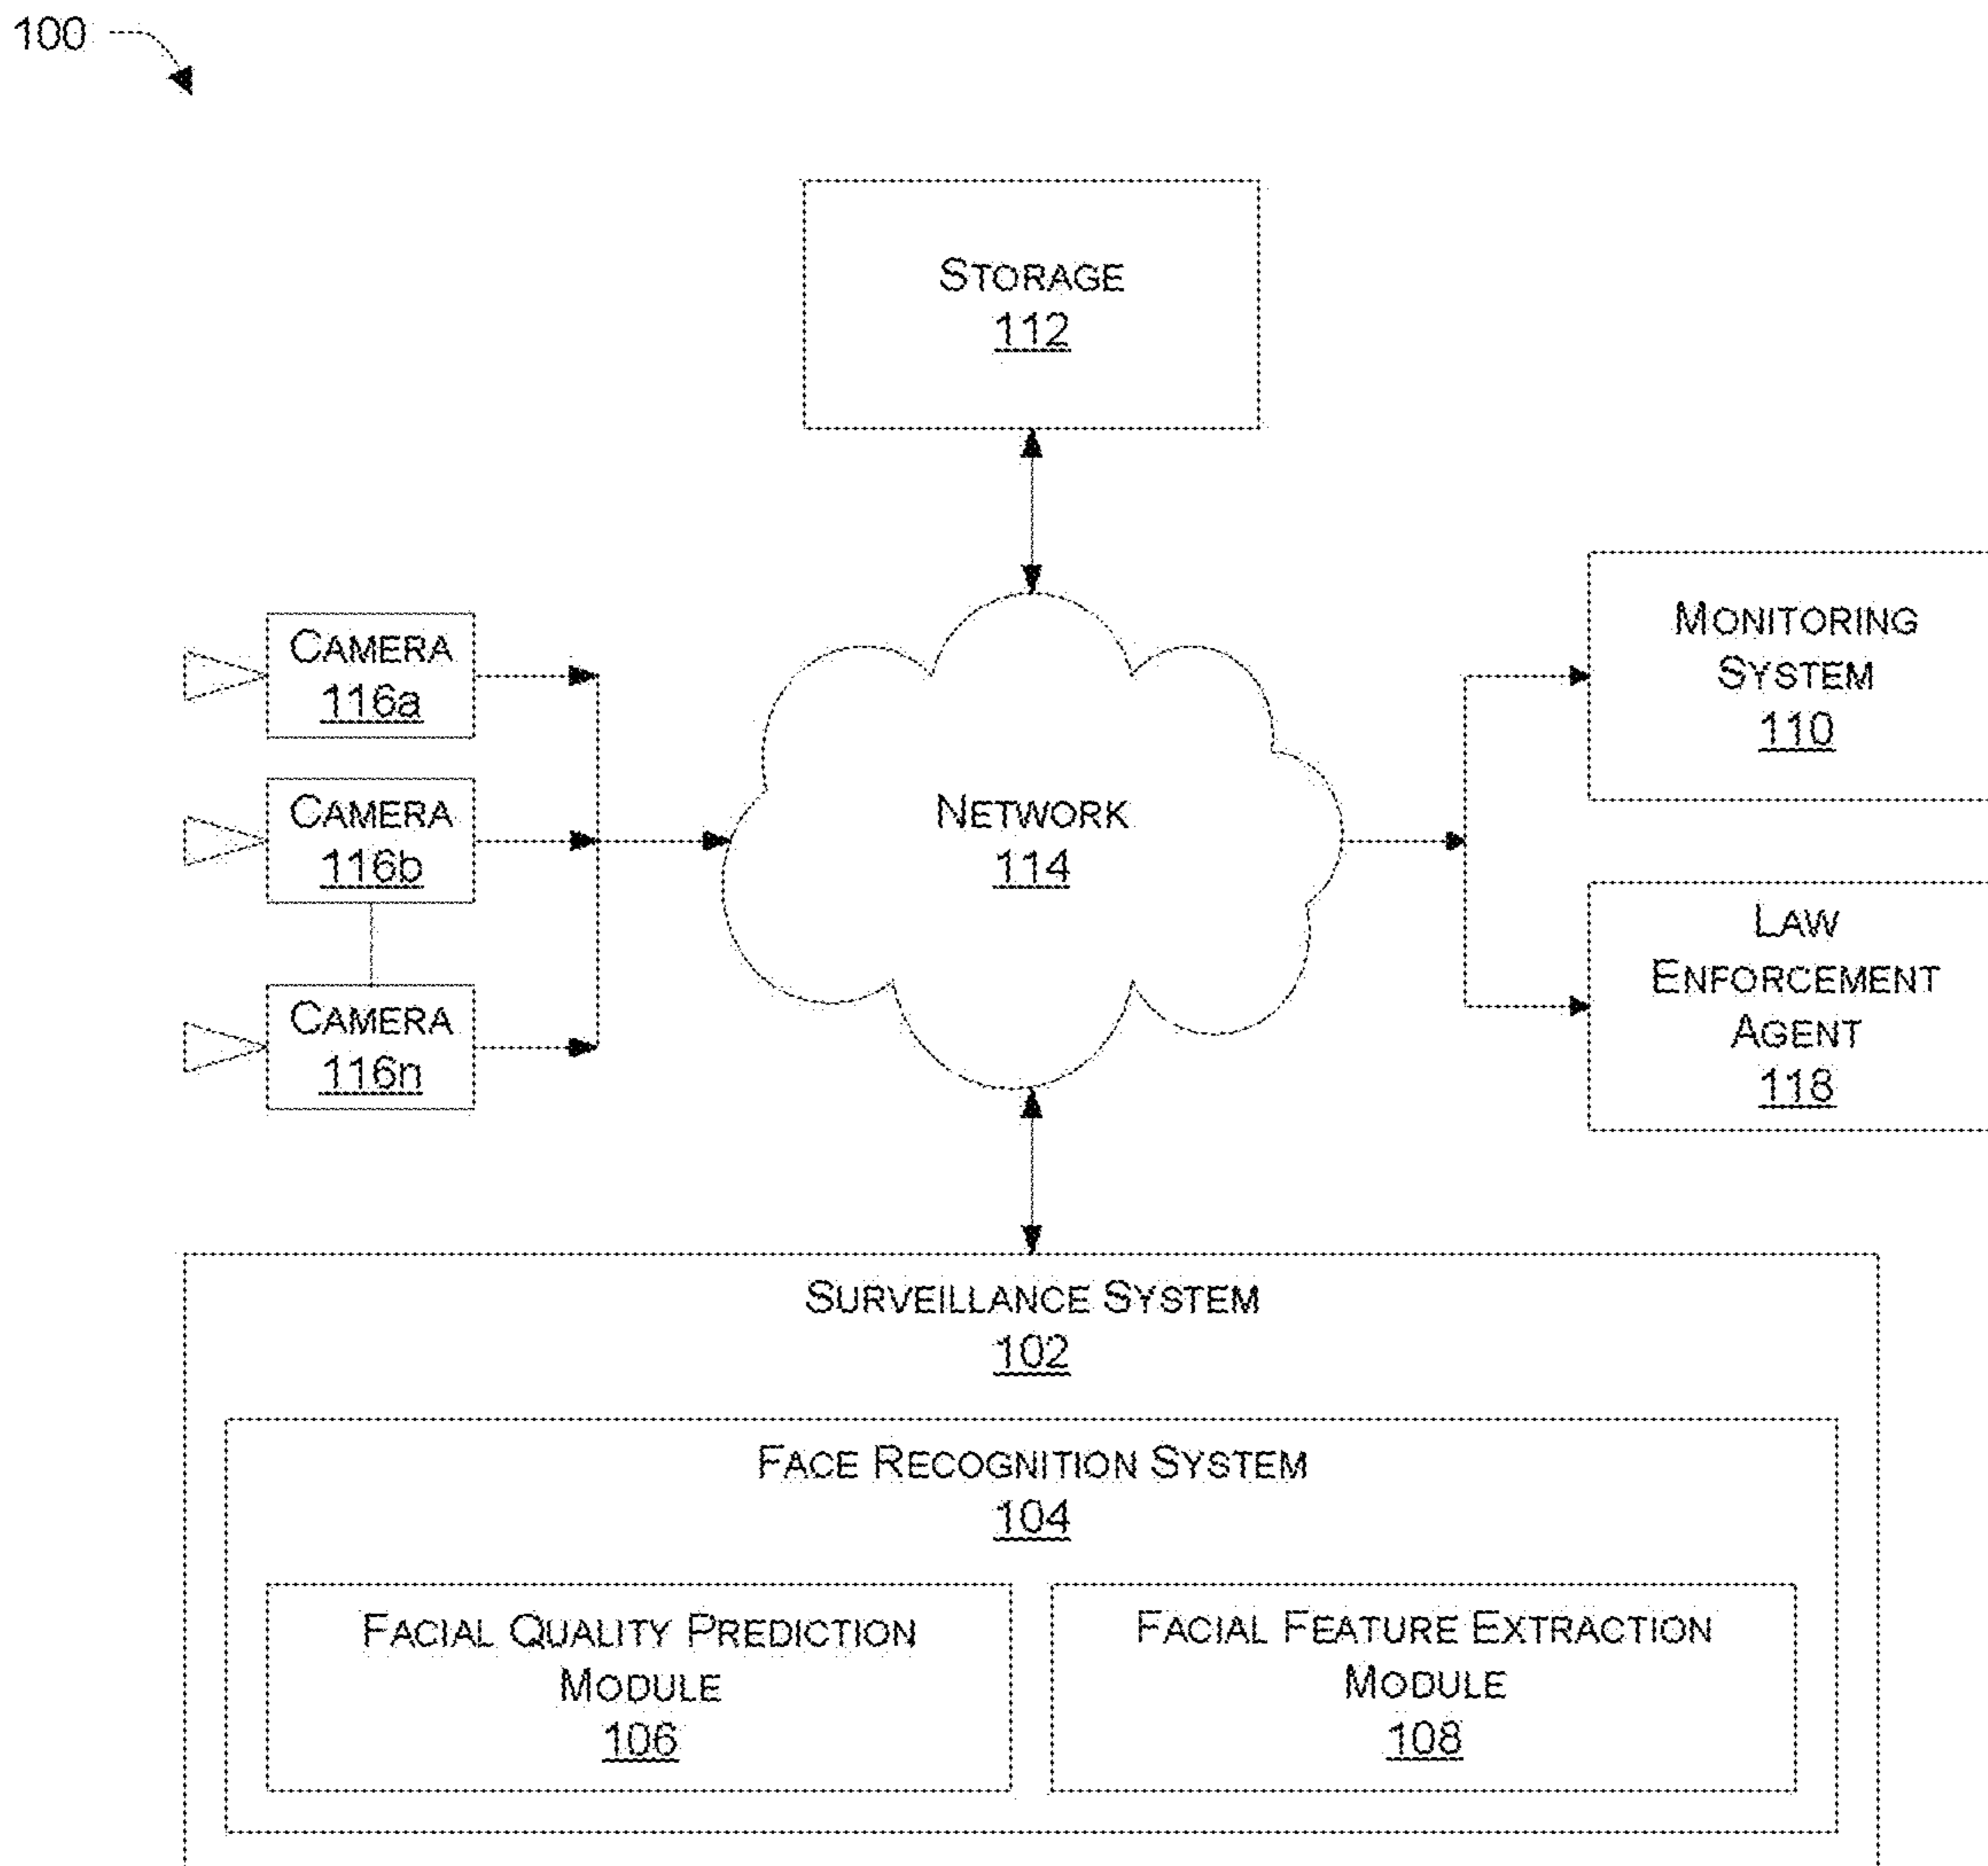 100
STORAGE
112
CAMERA
116a
CAMERA
116b
CAMERA
116n
NETWORK
114
MONITORING
SYSTEM
110
LAW
ENFORCEMENT
AGENT
118
SURVEILLANCE SYSTEM
102
FACE RECOGNITION SYSTEM
104
FACIAL QUALITY PREDICTION
MODULE
106
FACIAL FEATURE EXTRACTION
MODULE
108